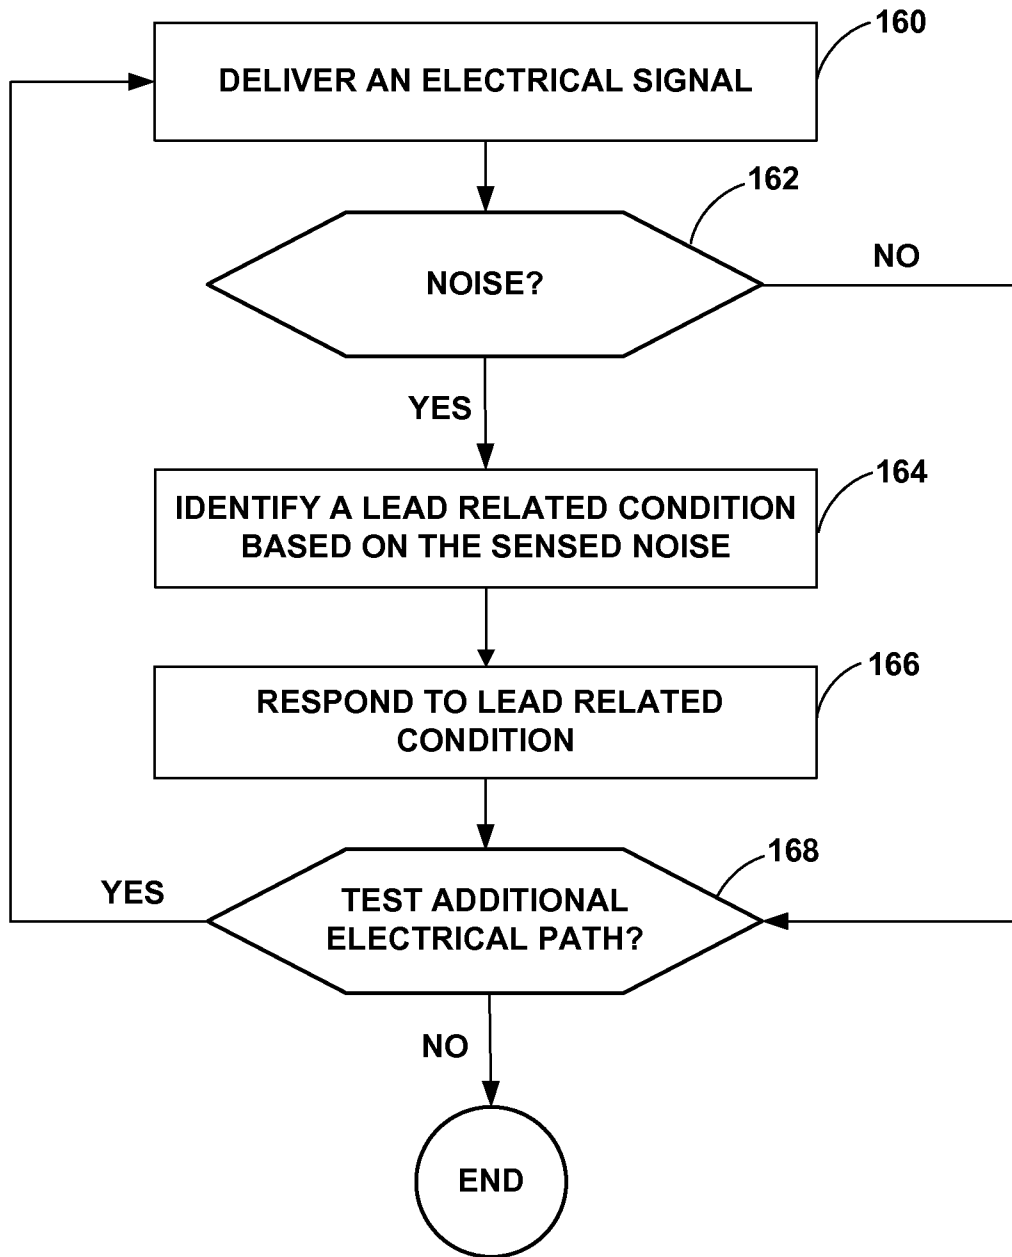 160
DELIVER AN ELECTRICAL SIGNAL
162
NOISE?
NO
YES
164
IDENTIFY A LEAD RELATED CONDITION
BASED ON THE SENSED NOISE
166
RESPOND TO LEAD RELATED
CONDITION
168
YES
TEST ADDITIONAL
ELECTRICAL PATH?
NO
END